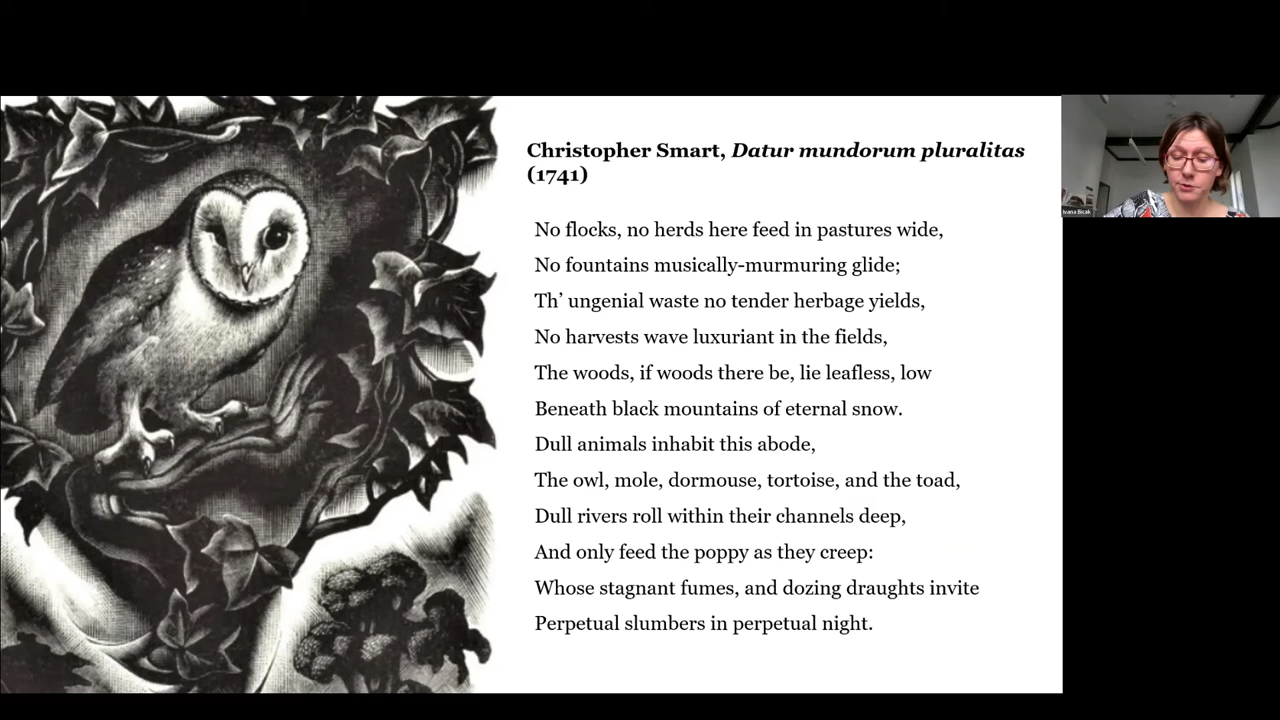 Christopher Smart, Datur mundorum pluralitas
(1741)
No flocks, no herds here feed in pastures wide,
No fountains musically-murmuring glide;
Th’ ungenial waste no tender herbage yields,
No harvests wave luxuriant in the fields,
The woods, if woods there be, lie leafless, low
Beneath black mountains of eternal snow.
Dull animals inhabit this abode,
The owl, mole, dormouse, tortoise, and the toad,
Dull rivers roll within their channels deep,
And only feed the poppy as they creep:
Whose stagnant fumes, and dozing draughts invite
Perpetual slumbers in perpetual night.
Ivana Bicak